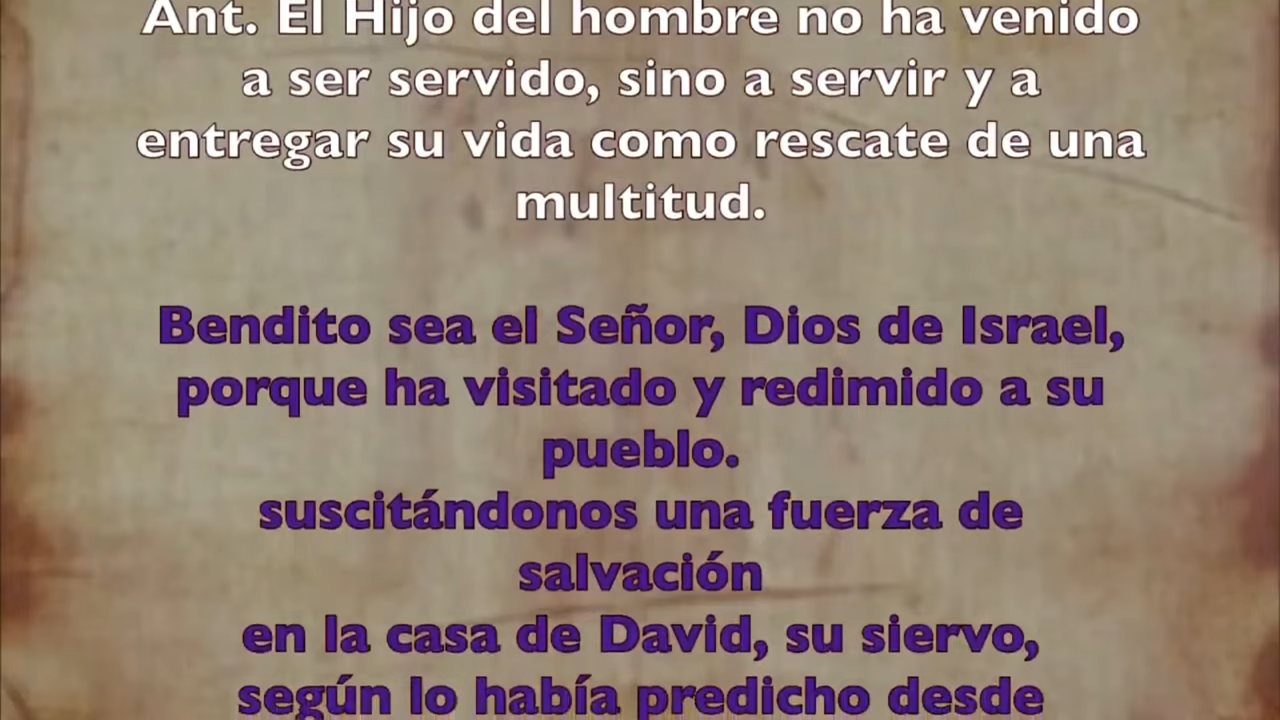 Ant. El Hijo del hombre no ha venido
a ser servido, sino a servir y a
entregar su vida como rescate de una
multitud.
Bendito sea el Señor, Dios de Israel,
porque ha visitado y redimido a su
pueblo.
suscitándonos una fuerza de
salvación
en la casa de David, su siervo,
según lo había predicho desde